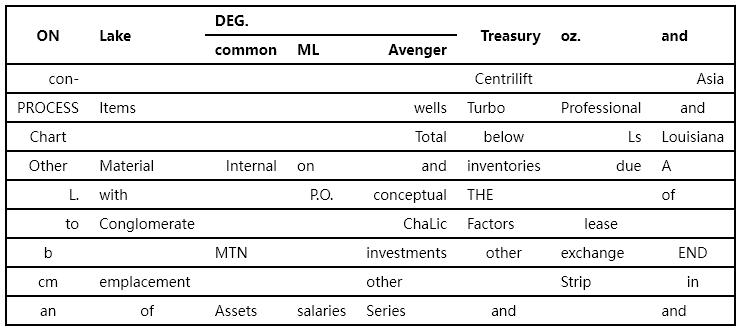 DEG.
ON Lake Treasury oz. and
common ML Avenger
con- Centrilift Asia
PROCESS Items wells Turbo Professional and
Chart Total below Ls Louisiana
Other Material Internal on and inventories due A
L. with P.O. conceptual THE of
to Conglomerate ChaLic Factors lease
b MTN investments other exchange END
cm emplacement other Strip in
an of Assets salaries Series and and